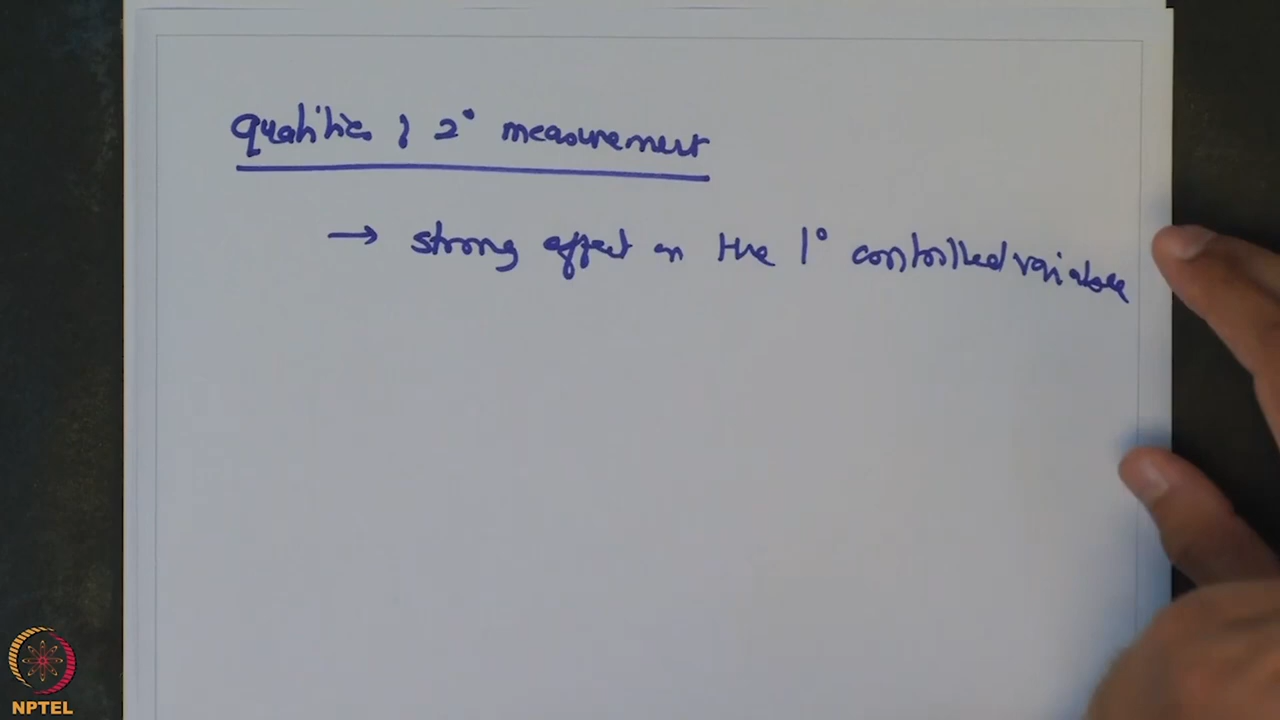 qualities of 2° measurement
→ strong effect on the 1° controlled variable
NPTEL